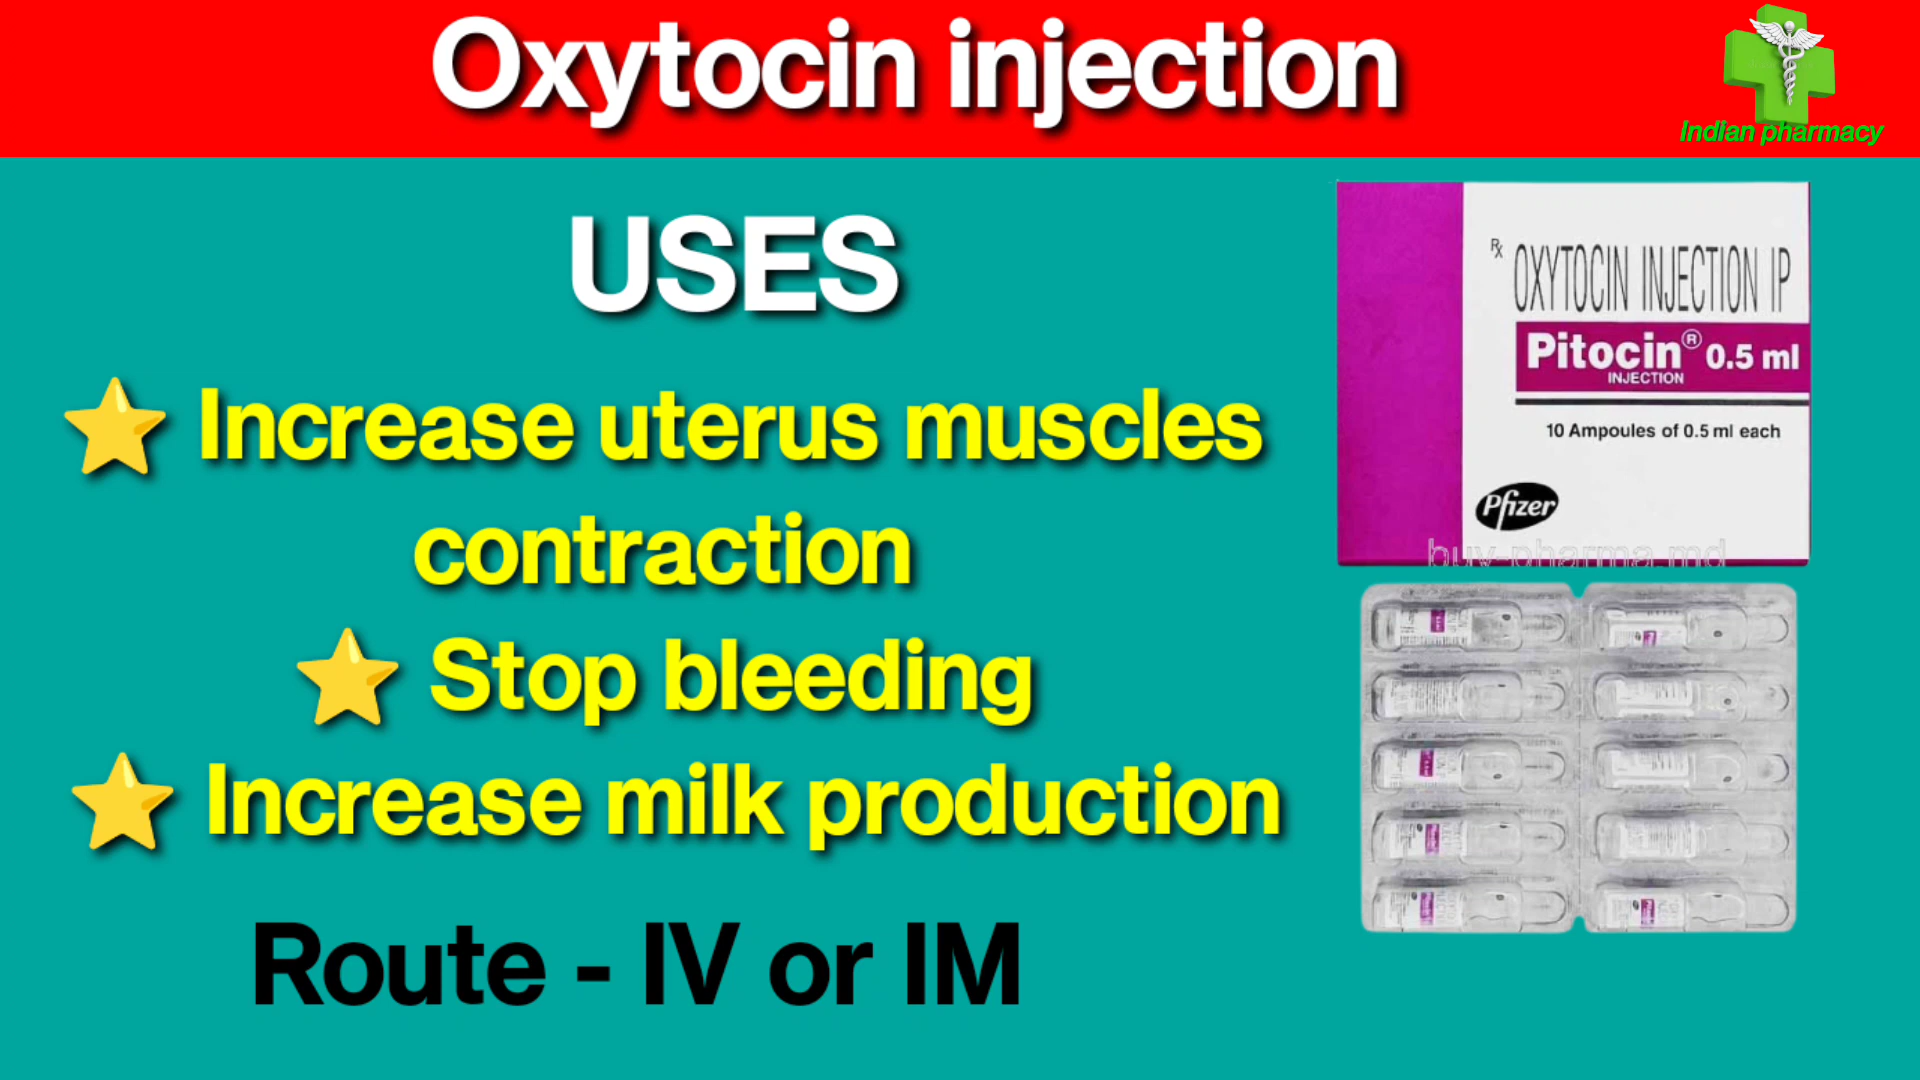 Oxytocin injection
Indian pharmacy
USES
⭐ Increase uterus muscles
contraction
⭐ Stop bleeding
⭐ Increase milk production
Route - IV or IM
Rx OXYTOCIN INJECTION IP
Pitocin® 0.5 ml
INJECTION
10 Ampoules of 0.5 ml each
Pfizer
buy-pharma.md